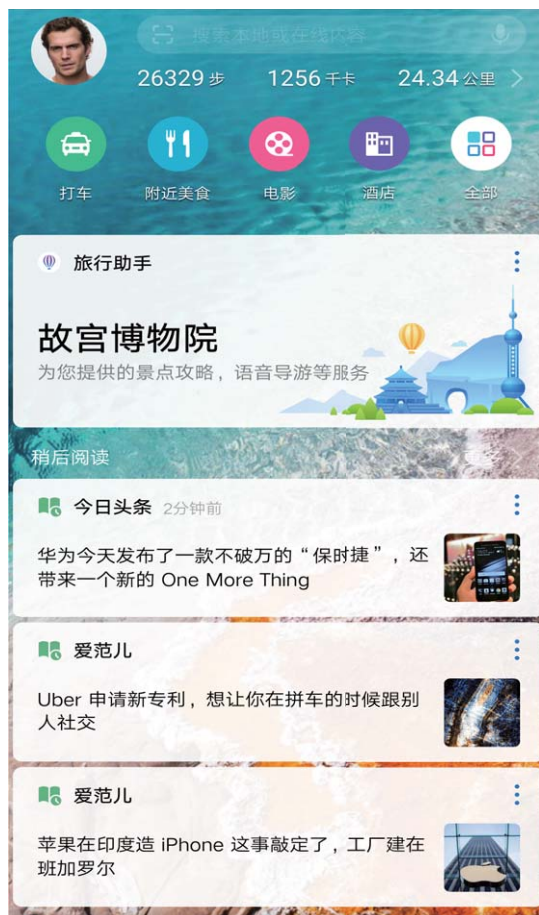 搜索本地或在线内容
26329 步 1256 千卡 24.34 公里
打车 附近美食 电影 酒店 全部
旅行助手
故宫博物院
为您提供的景点攻略，语音导游等服务
稍后阅读 更多
今日头条 2分钟前
华为今天发布了一款不破万的“保时捷”，还
带来一个新的 One More Thing
爱范儿
Uber 申请新专利，想让你在拼车的时候跟别
人社交
爱范儿
苹果在印度造 iPhone 这事敲定了，工厂建在
班加罗尔